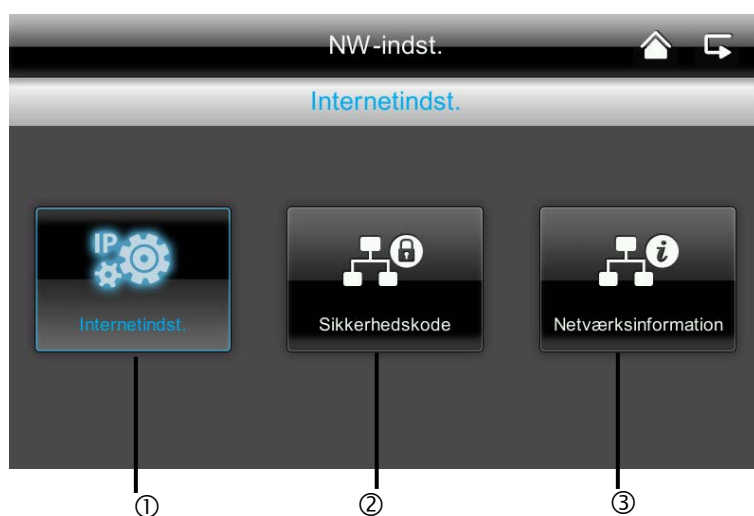 NW-indst.
Internetindst.
IP
Internetindst.
Sikkerhedskode
i
Netværksinformation
① ② ③